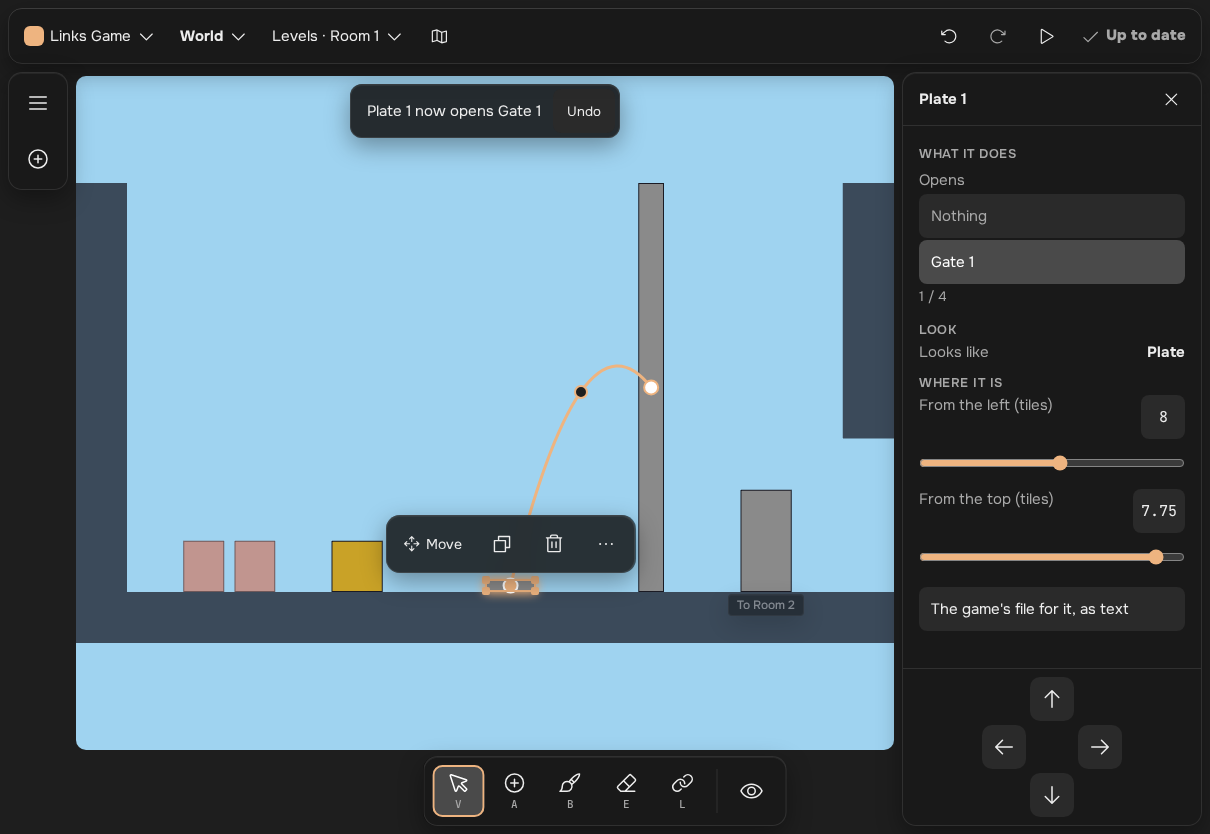 Links Game
World
Levels · Room 1
Up to date
Plate 1 now opens Gate 1
Undo
Plate 1
WHAT IT DOES
Opens
Nothing
Gate 1
1 / 4
LOOK
Looks like
Plate
WHERE IT IS
From the left (tiles)
8
From the top (tiles)
7.75
The game's file for it, as text
Move
To Room 2
V
A
B
E
L